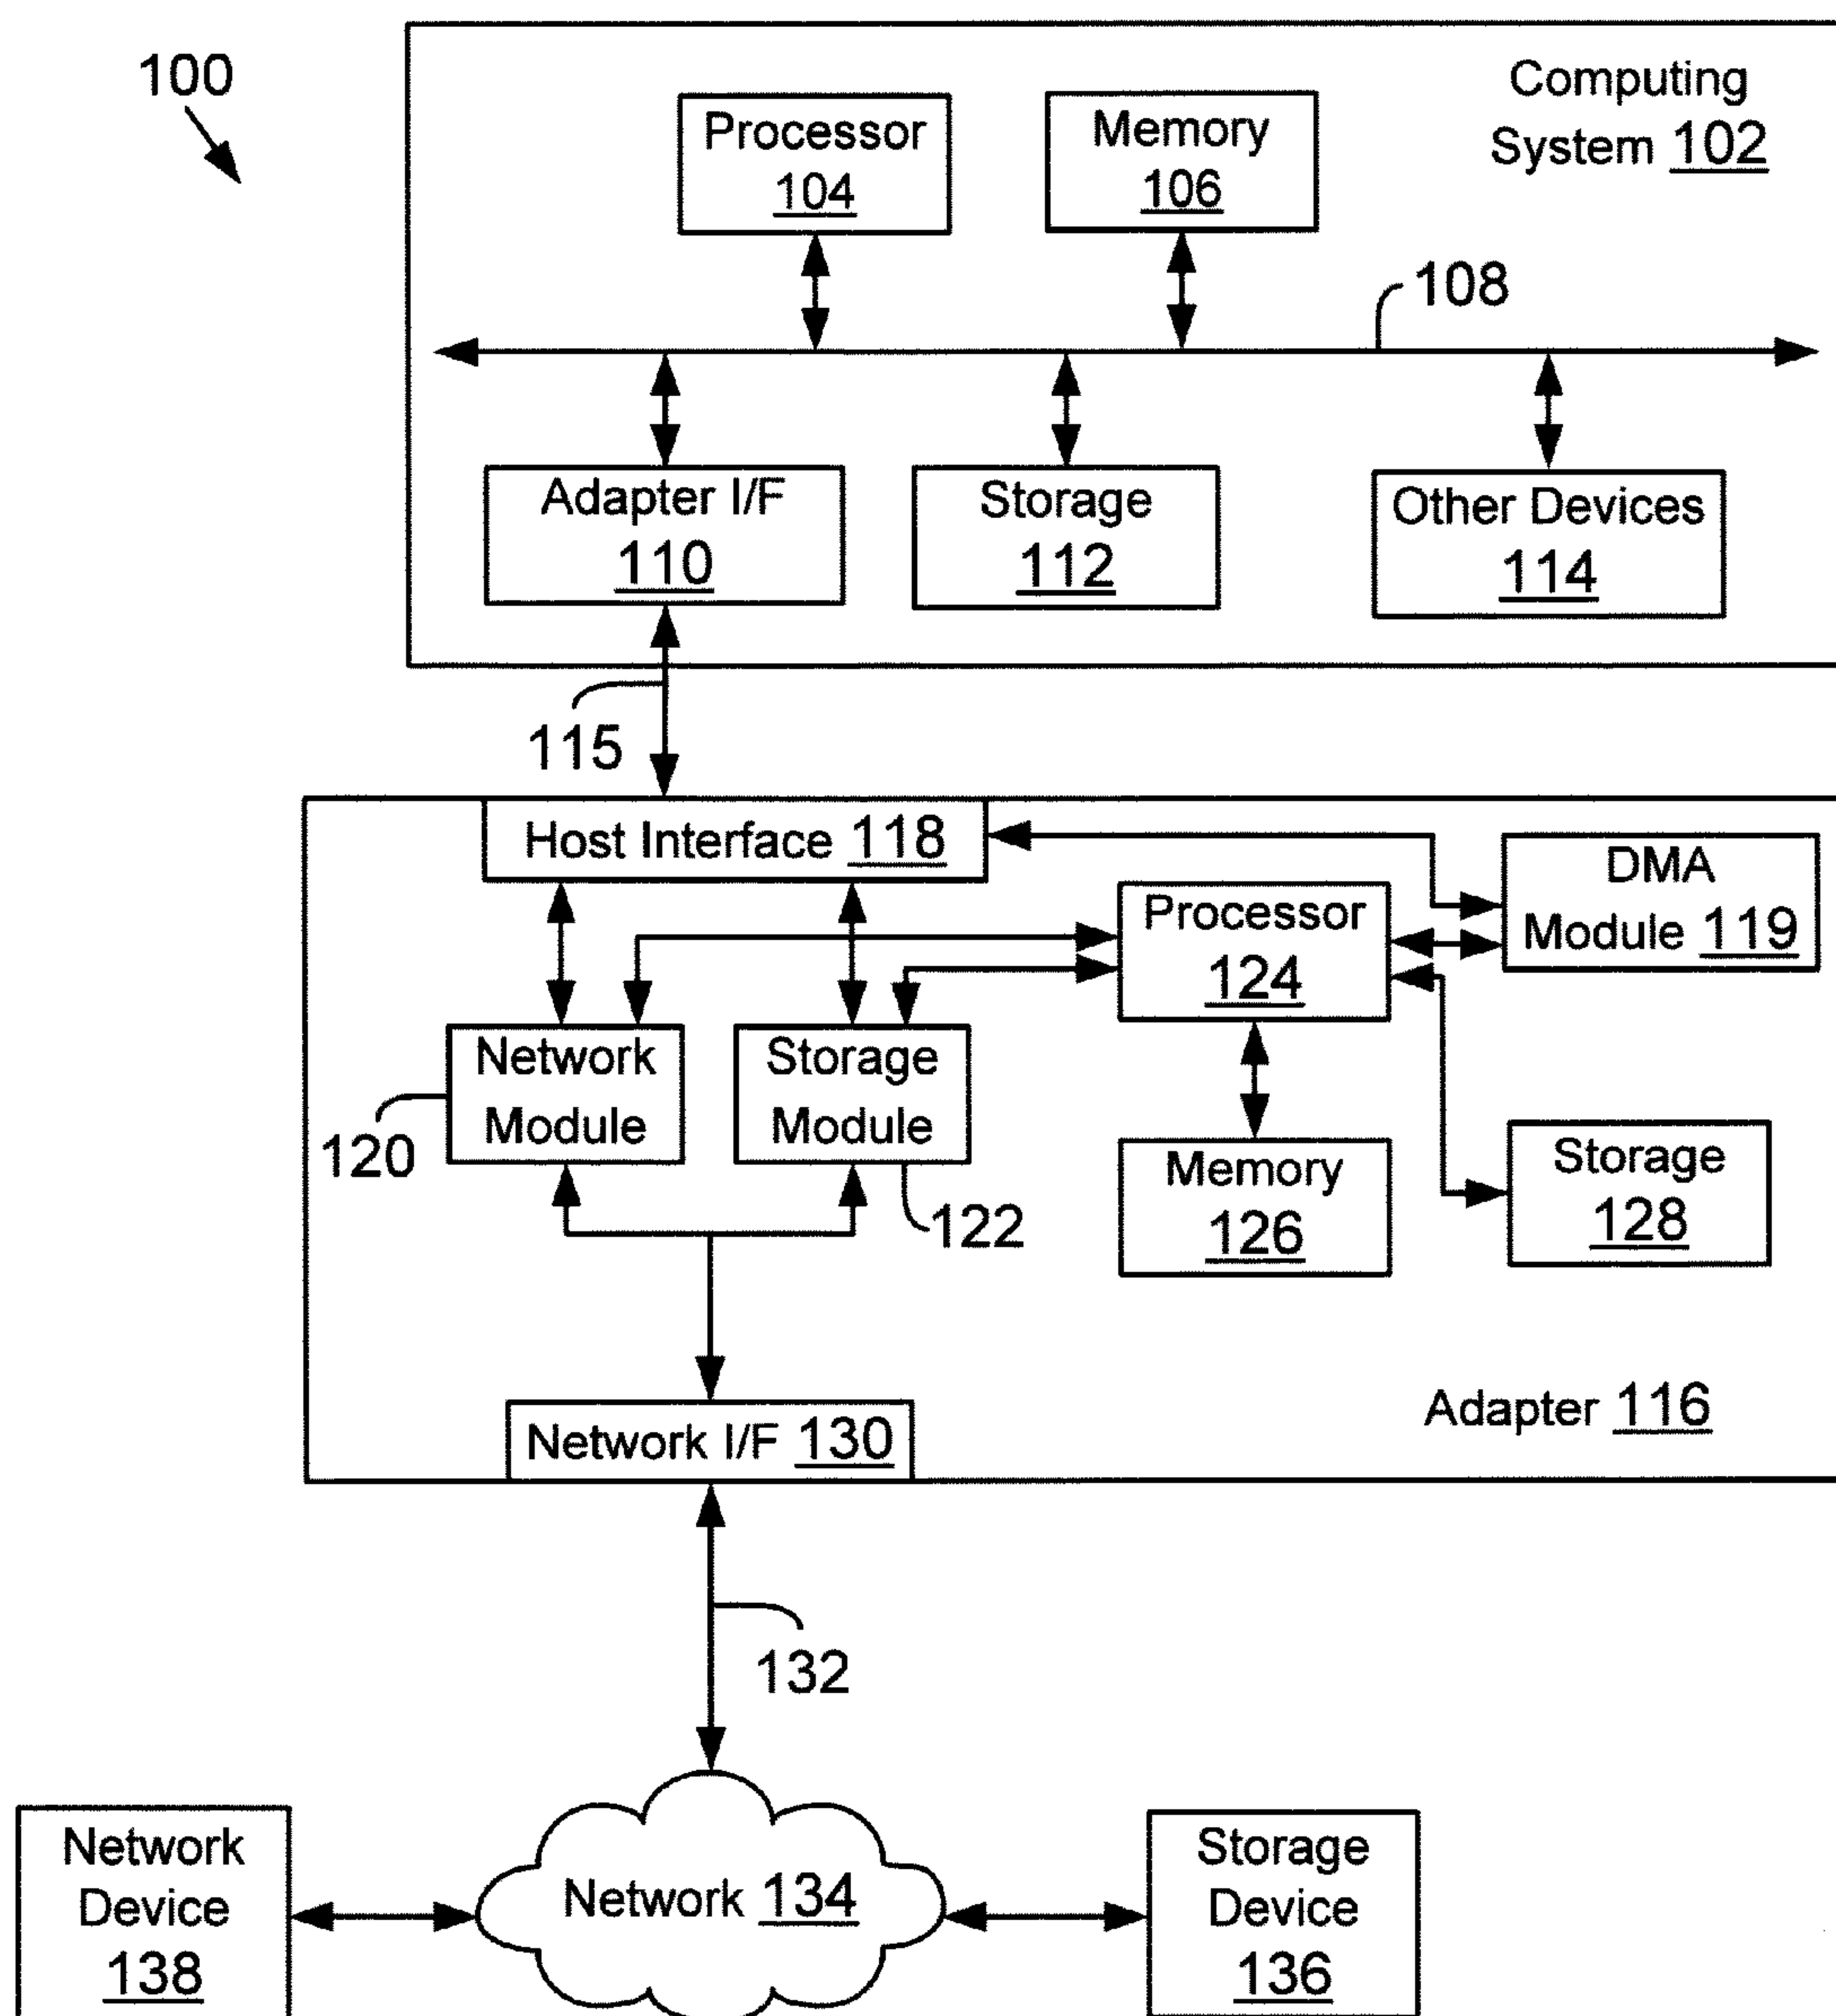 100
Computing
System 102
Processor
104
Memory
106
108
Adapter I/F
110
Storage
112
Other Devices
114
115
Host Interface 118
DMA
Module 119
Processor
124
Network
Module
120
Storage
Module
122
Memory
126
Storage
128
Adapter 116
Network I/F 130
132
Network
Device
138
Network 134
Storage
Device
136